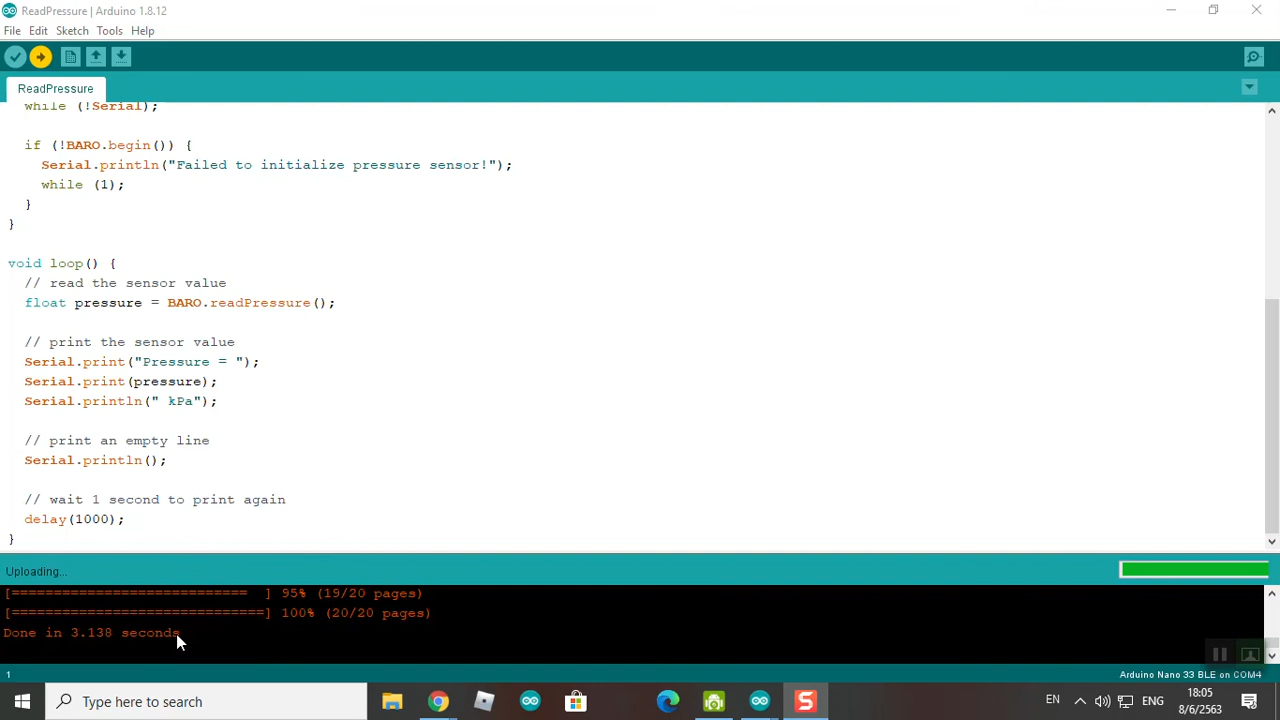 ReadPressure | Arduino 1.8.12
File Edit Sketch Tools Help
ReadPressure
while (!Serial);
if (!BARO.begin()) {
Serial.println("Failed to initialize pressure sensor!");
while (1);
}
}
void loop() {
// read the sensor value
float pressure = BARO.readPressure();
// print the sensor value
Serial.print("Pressure = ");
Serial.print(pressure);
Serial.println(" kPa");
// print an empty line
Serial.println();
// wait 1 second to print again
delay(1000);
}
Uploading...
[============================  ] 95% (19/20 pages)
[==============================] 100% (20/20 pages)
Done in 3.138 seconds
1 Arduino Nano 33 BLE on COM4
Type here to search
EN ENG
18:05
8/6/2563